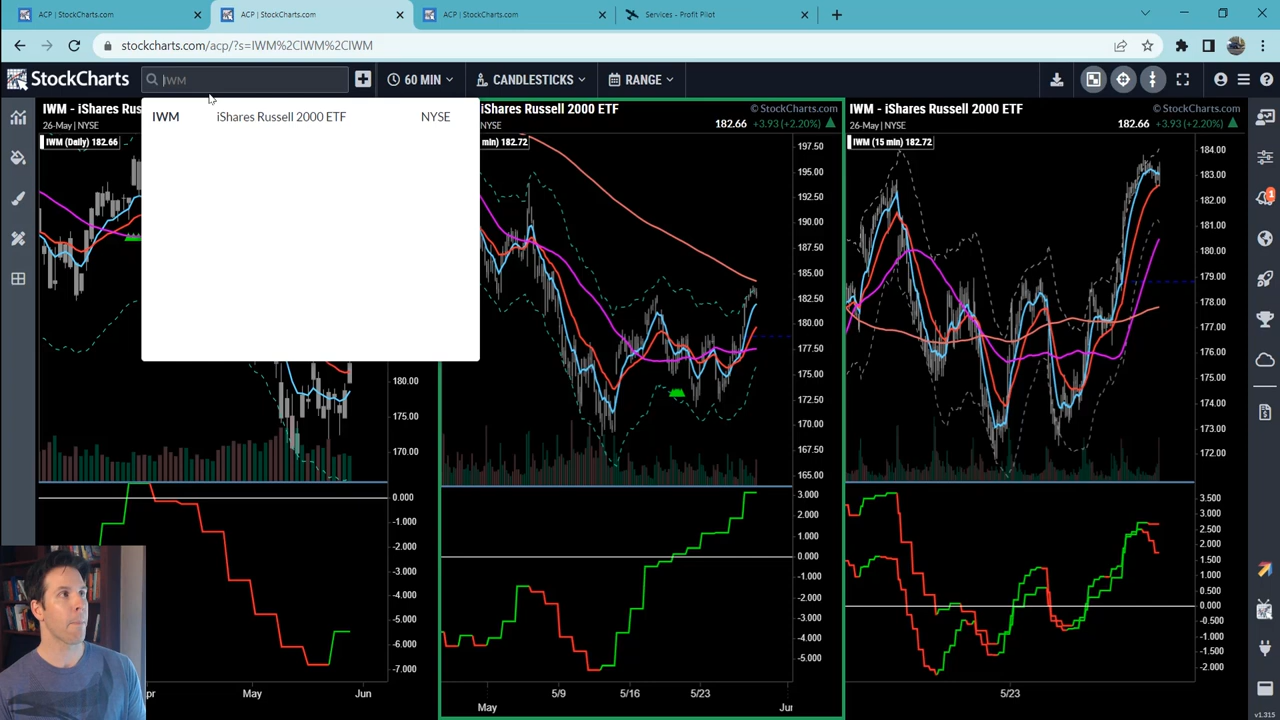 ACP | StockCharts.com
ACP | StockCharts.com
ACP | StockCharts.com
Services - Profit Pilot
stockcharts.com/acp/?s=IWM%2CIWM%2CIWM
StockCharts
IWM
60 MIN
CANDLESTICKS
RANGE
IWM iShares Russell 2000 ETF NYSE
IWM - iShares Rus
26-May | NYSE
IWM (Daily) 182.66
180.00
175.00
170.00
0.000
-1.000
-2.000
-3.000
-4.000
-5.000
-6.000
-7.000
May
Jun
iShares Russell 2000 ETF
© StockCharts.com
NYSE
182.66 +3.93 (+2.20%)
min) 182.72
197.50
195.00
192.50
190.00
187.50
185.00
182.50
180.00
177.50
175.00
172.50
170.00
167.50
165.00
3.000
2.000
1.000
0.000
-1.000
-2.000
-3.000
-4.000
-5.000
5/9
5/16
5/23
May
Jun
IWM - iShares Russell 2000 ETF
© StockCharts.com
26-May | NYSE
182.66 +3.93 (+2.20%)
IWM (15 min) 182.72
184.00
183.00
182.00
181.00
180.00
179.00
178.00
177.00
176.00
175.00
174.00
173.00
172.00
3.500
3.000
2.500
2.000
1.500
1.000
0.500
0.000
-0.500
-1.000
-1.500
-2.000
5/23
1
v1.315